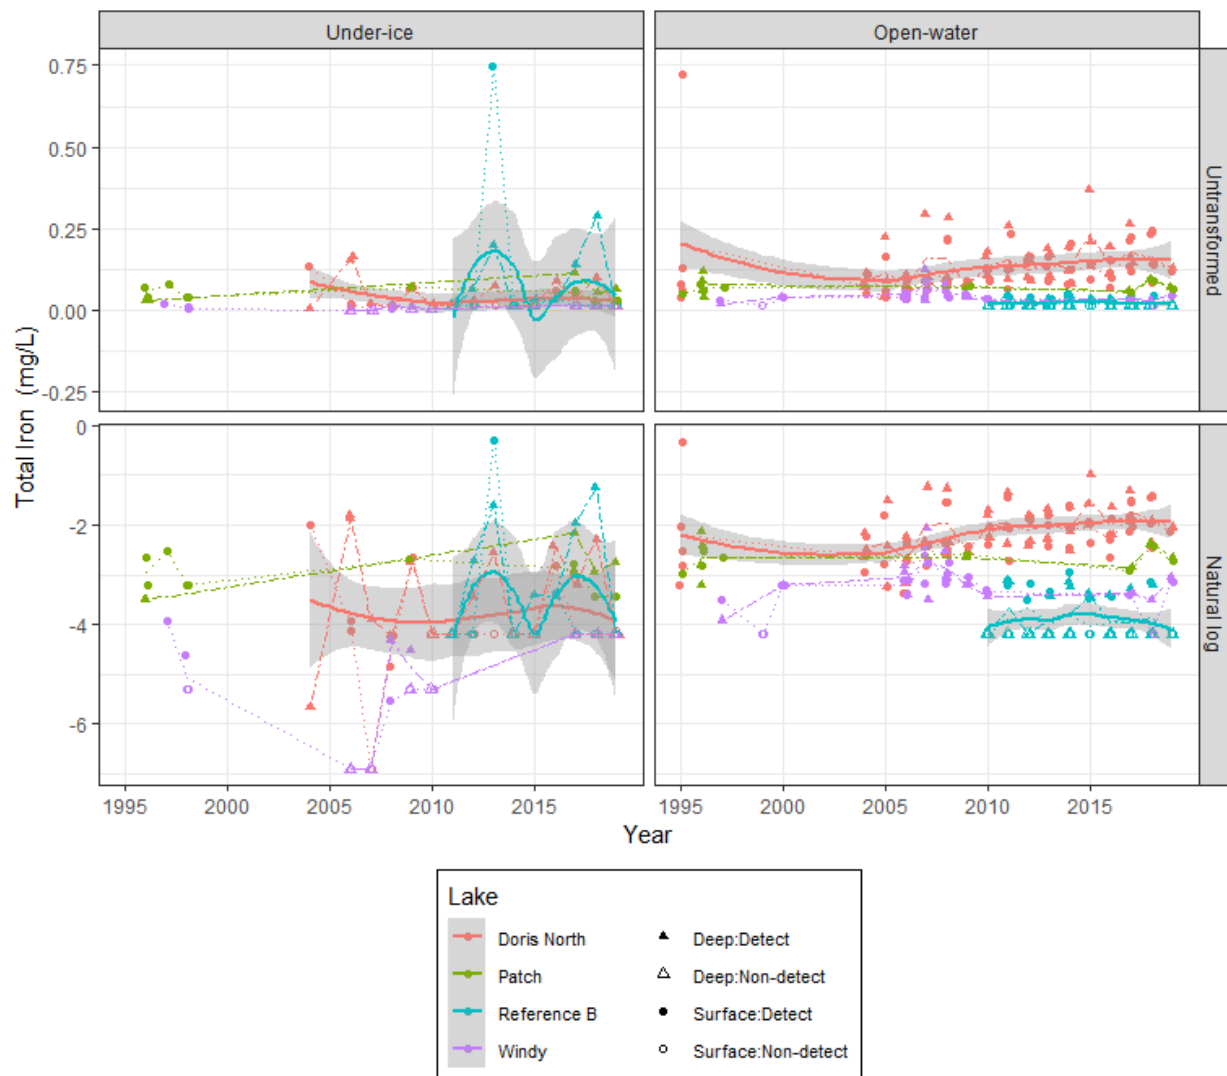 Under-ice Open-water
0.75
0.50
0.25
0.00
-0.25
Untransformed
0
-2
-4
-6
Natural log
Total Iron (mg/L)
1995 2000 2005 2010 2015 1995 2000 2005 2010 2015
Year
Lake
Doris North Deep:Detect
Patch Deep:Non-detect
Reference B Surface:Detect
Windy Surface:Non-detect